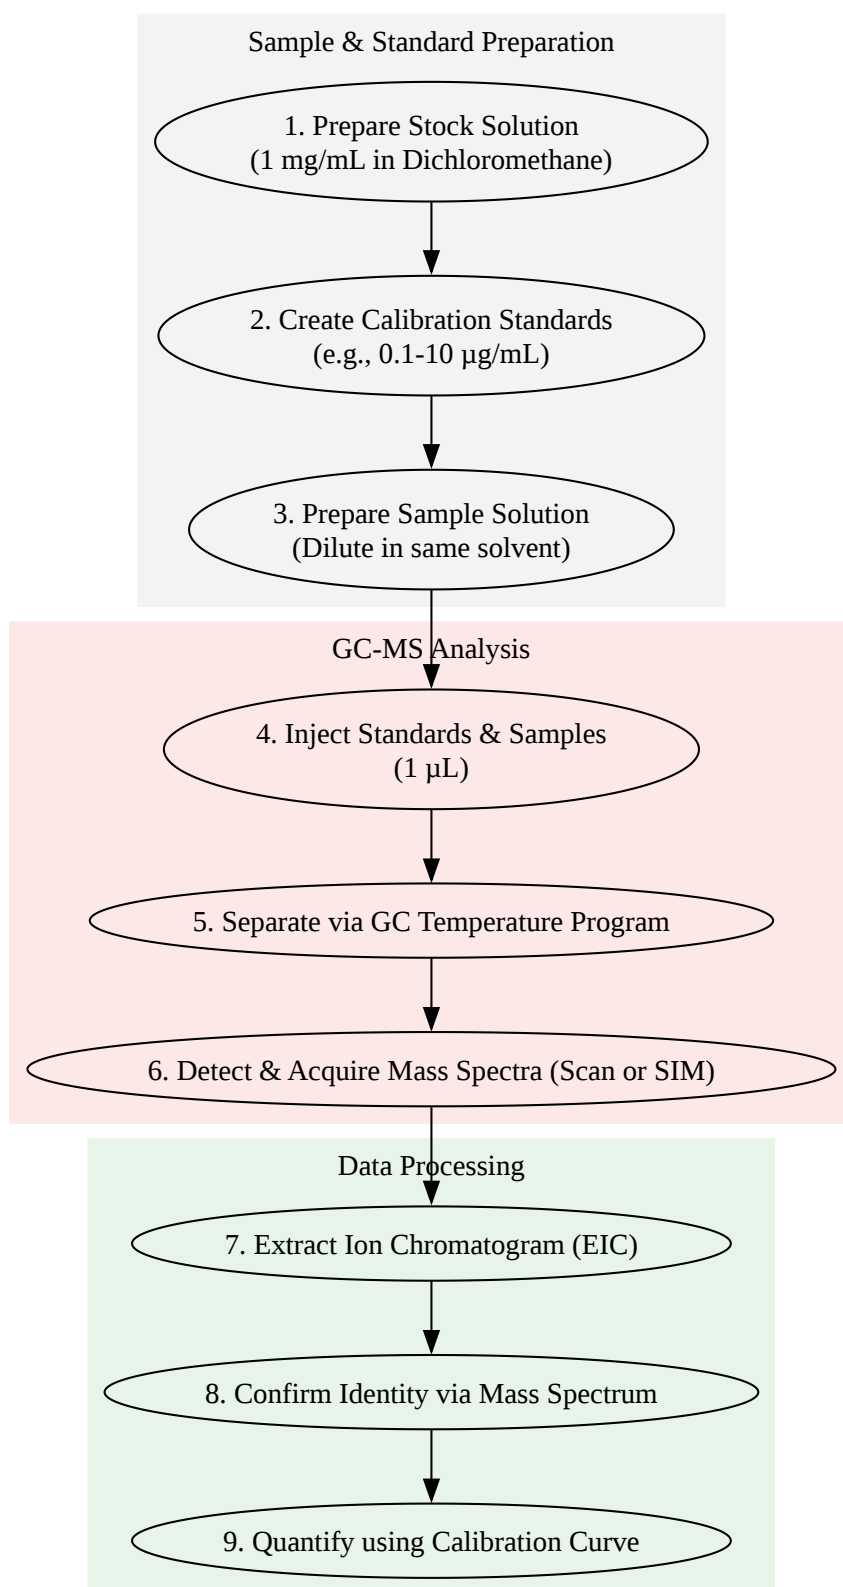 Sample & Standard Preparation
1. Prepare Stock Solution
(1 mg/mL in Dichloromethane)
2. Create Calibration Standards
(e.g., 0.1-10 µg/mL)
3. Prepare Sample Solution
(Dilute in same solvent)
GC-MS Analysis
4. Inject Standards & Samples
(1 µL)
5. Separate via GC Temperature Program
6. Detect & Acquire Mass Spectra (Scan or SIM)
Data Processing
7. Extract Ion Chromatogram (EIC)
8. Confirm Identity via Mass Spectrum
9. Quantify using Calibration Curve